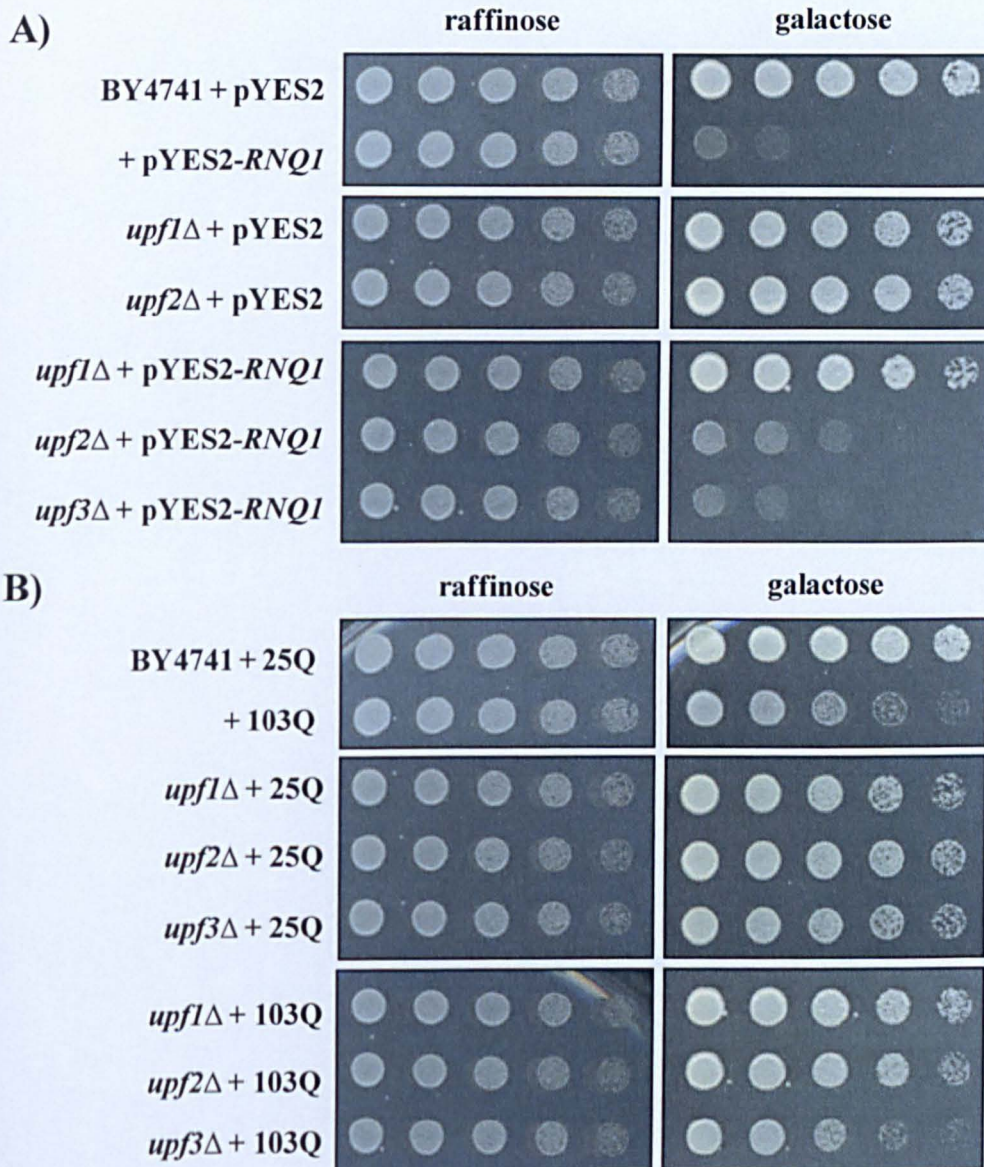 A)
raffinose galactose
BY4741 + pYES2
+ pYES2-RNQ1
upf1Δ + pYES2
upf2Δ + pYES2
upf1Δ + pYES2-RNQ1
upf2Δ + pYES2-RNQ1
upf3Δ + pYES2-RNQ1
B)
raffinose galactose
BY4741 + 25Q
+ 103Q
upf1Δ + 25Q
upf2Δ + 25Q
upf3Δ + 25Q
upf1Δ + 103Q
upf2Δ + 103Q
upf3Δ + 103Q